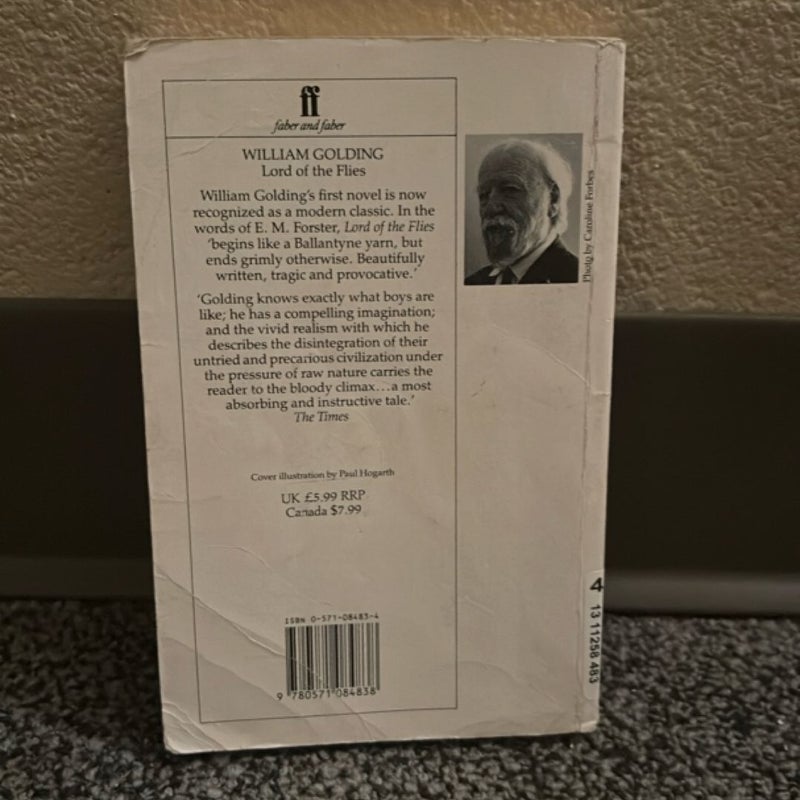 ff
faber and faber
WILLIAM GOLDING
Lord of the Flies
William Golding's first novel is now
recognized as a modern classic. In the
words of E. M. Forster, Lord of the Flies
'begins like a Ballantyne yarn, but
ends grimly otherwise. Beautifully
written, tragic and provocative.'
'Golding knows exactly what boys are
like; he has a compelling imagination;
and the vivid realism with which he
describes the disintegration of their
untried and precarious civilization under
the pressure of raw nature carries the
reader to the bloody climax...a most
absorbing and instructive tale.'
The Times
Cover illustration by Paul Hogarth
UK £5.99 RRP
Canada $7.99
ISBN 0-571-08483-4
9 780571 084838
Photo by Caroline Forbes
4
13 11258 483